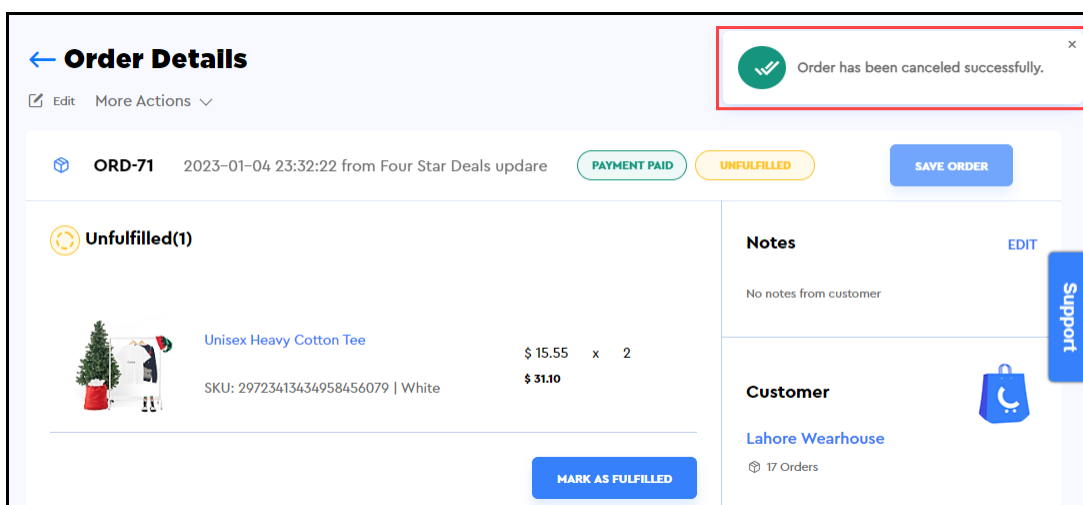 Order Details
Order has been canceled successfully.
×
Edit More Actions
ORD-71 2023-01-04 23:32:22 from Four Star Deals updare PAYMENT PAID UNFULFILLED SAVE ORDER
Unfulfilled(1)
Unisex Heavy Cotton Tee
SKU: 29723413434958456079 | White
$ 15.55 x 2
$ 31.10
MARK AS FULFILLED
Notes EDIT
No notes from customer
Customer
Lahore Wearhouse
17 Orders
Support